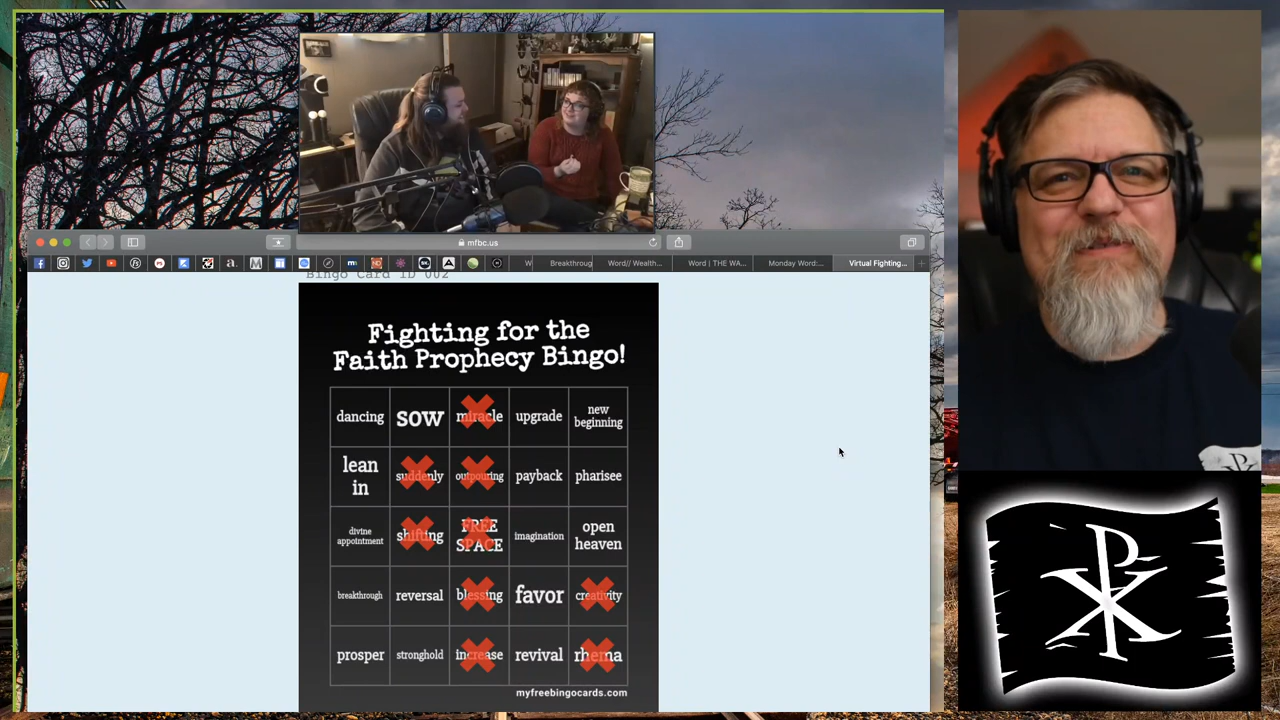 mfbc.us
W
Breakthroug
Word// Wealth...
Word | THE WA...
Monday Word:...
Virtual Fighting...
Bingo Card ID 002
Fighting for the
Faith Prophecy Bingo!
dancing
sow
miracle
upgrade
new
beginning
lean
in
suddenly
outpouring
payback
pharisee
divine
appointment
shifting
FREE
SPACE
imagination
open
heaven
breakthrough
reversal
blessing
favor
creativity
prosper
stronghold
increase
revival
rhema
myfreebingocards.com